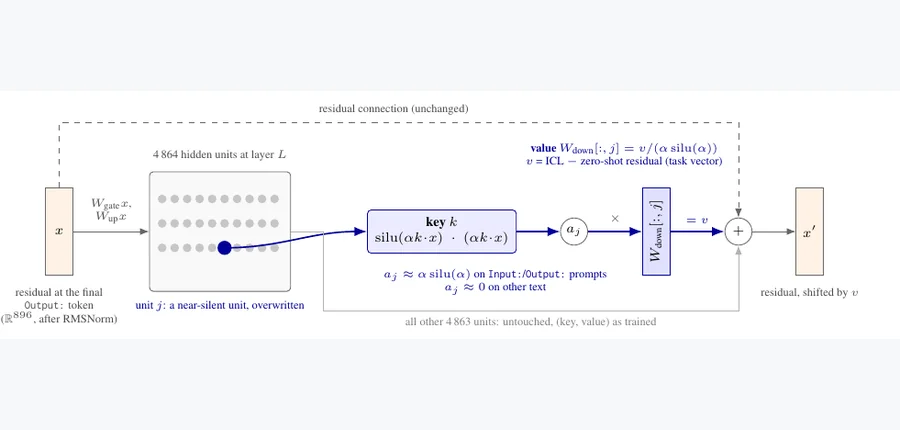 residual connection (unchanged)
4 864 hidden units at layer L
value W_down[:, j] = v/(α silu(α))
v = ICL − zero-shot residual (task vector)
W_gate x,
W_up x
x
key k
silu(αk·x) · (αk·x)
a_j
×
W_down[:, j]
= v
+
x′
a_j ≈ α silu(α) on Input:/Output: prompts
a_j ≈ 0 on other text
residual at the final
Output: token
(ℝ^896, after RMSNorm)
unit j: a near-silent unit, overwritten
residual, shifted by v
all other 4 863 units: untouched, (key, value) as trained